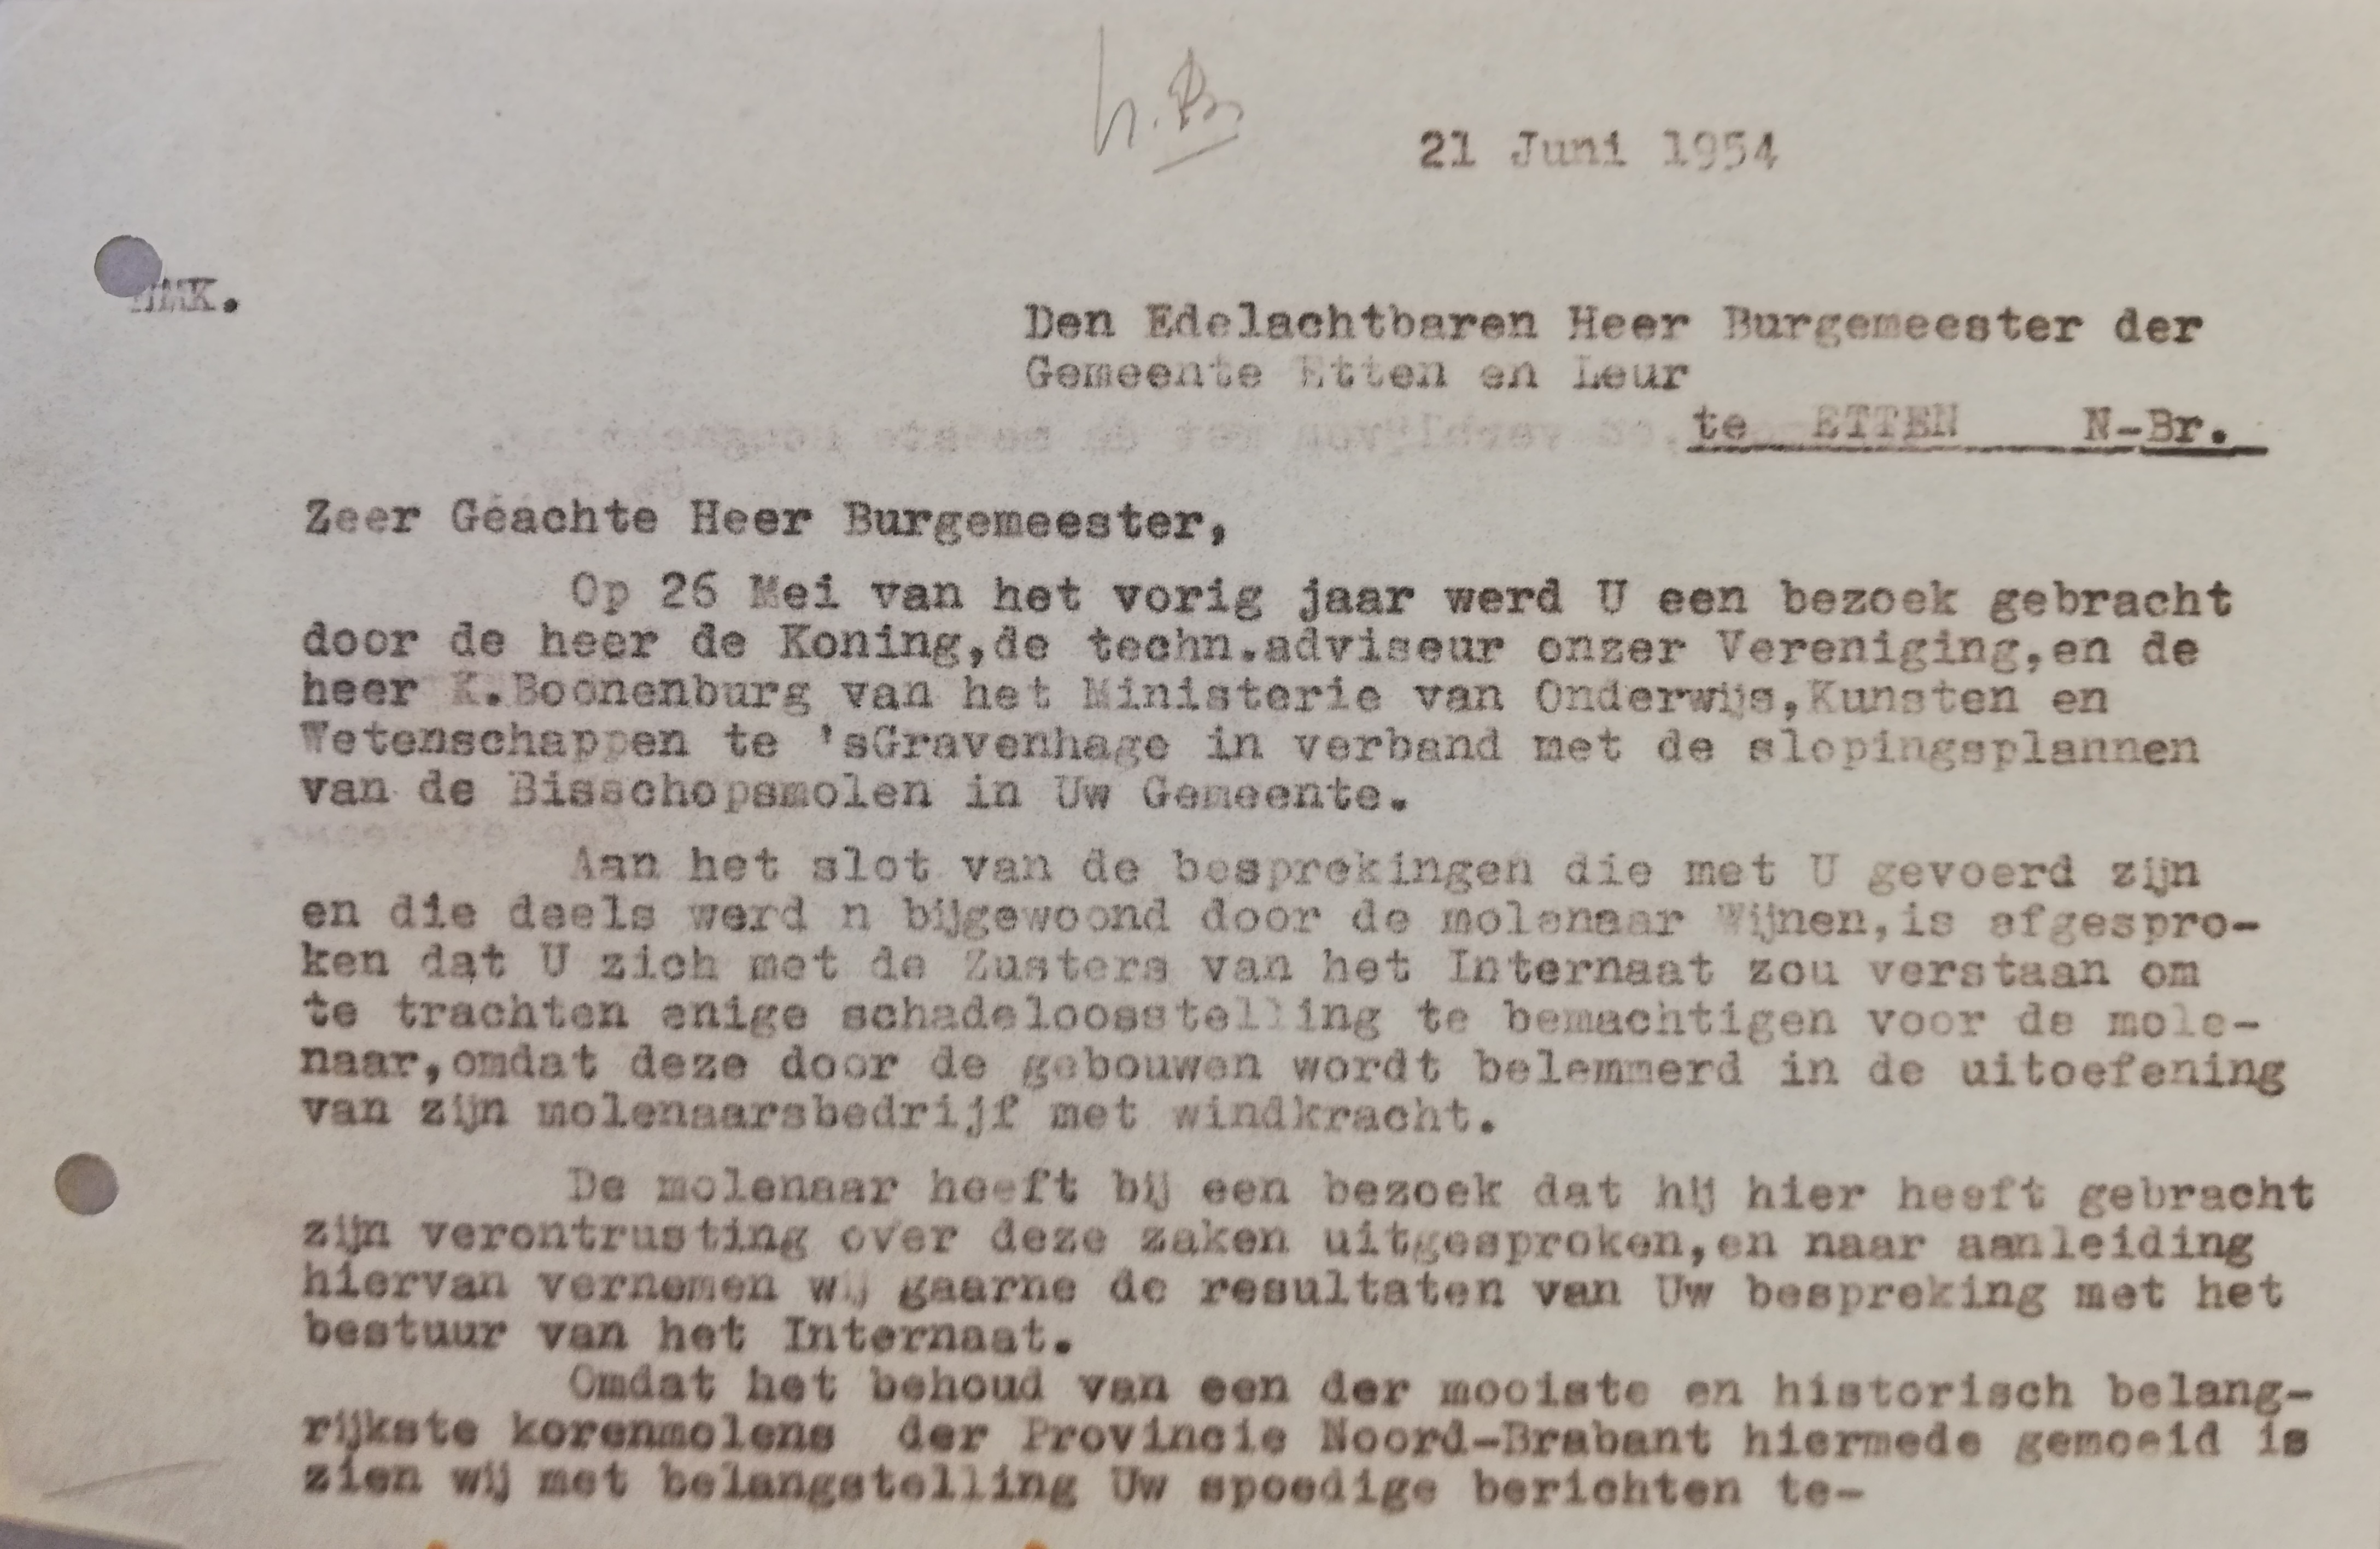 21 Juni 1954
Den Edelachtbaren Heer Burgemeester der
Gemeente Etten en Leur
te ETTEN N-Br.
Zeer Geachte Heer Burgemeester,
Op 26 Mei van het vorig jaar werd U een bezoek gebracht
door de heer de Koning,de techn.adviseur onzer Vereniging,en de
heer K.Boonenburg van het Ministerie van Onderwijs,Kunsten en
Wetenschappen te 'sGravenhage in verband met de slopingsplannen
van de Bisschopsmolen in Uw Gemeente.
Aan het slot van de besprekingen die met U gevoerd zijn
en die deels werd n bijgewoond door de molenaar Wijnen,is afgespro-
ken dat U zich met de Zusters van het Internaat zou verstaan om
te trachten enige schadeloosstelling te bemachtigen voor de mole-
naar,omdat deze door de gebouwen wordt belemmerd in de uitoefening
van zijn molenaarsbedrijf met windkracht.
De molenaar heeft bij een bezoek dat hij hier heeft gebracht
zijn verontrusting over deze zaken uitgesproken,en naar aanleiding
hiervan vernemen wij gaarne de resultaten van Uw bespreking met het
bestuur van het Internaat.
Omdat het behoud van een der mooiste en historisch belang-
rijkste korenmolens der Provincie Noord-Brabant hiermede gemoeid is
zien wij met belangstelling Uw spoedige berichten te-